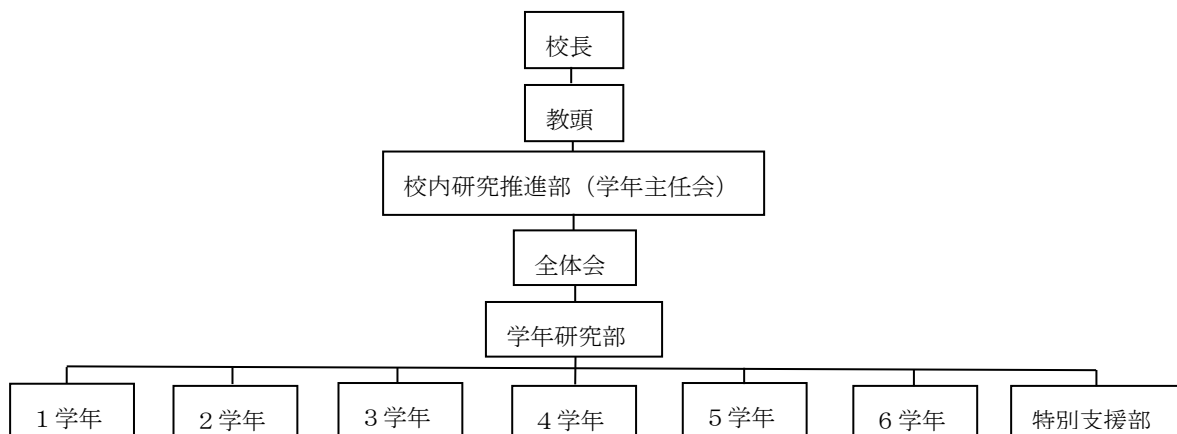 校長
教頭
校内研究推進部（学年主任会）
全体会
学年研究部
１学年
２学年
３学年
４学年
５学年
６学年
特別支援部